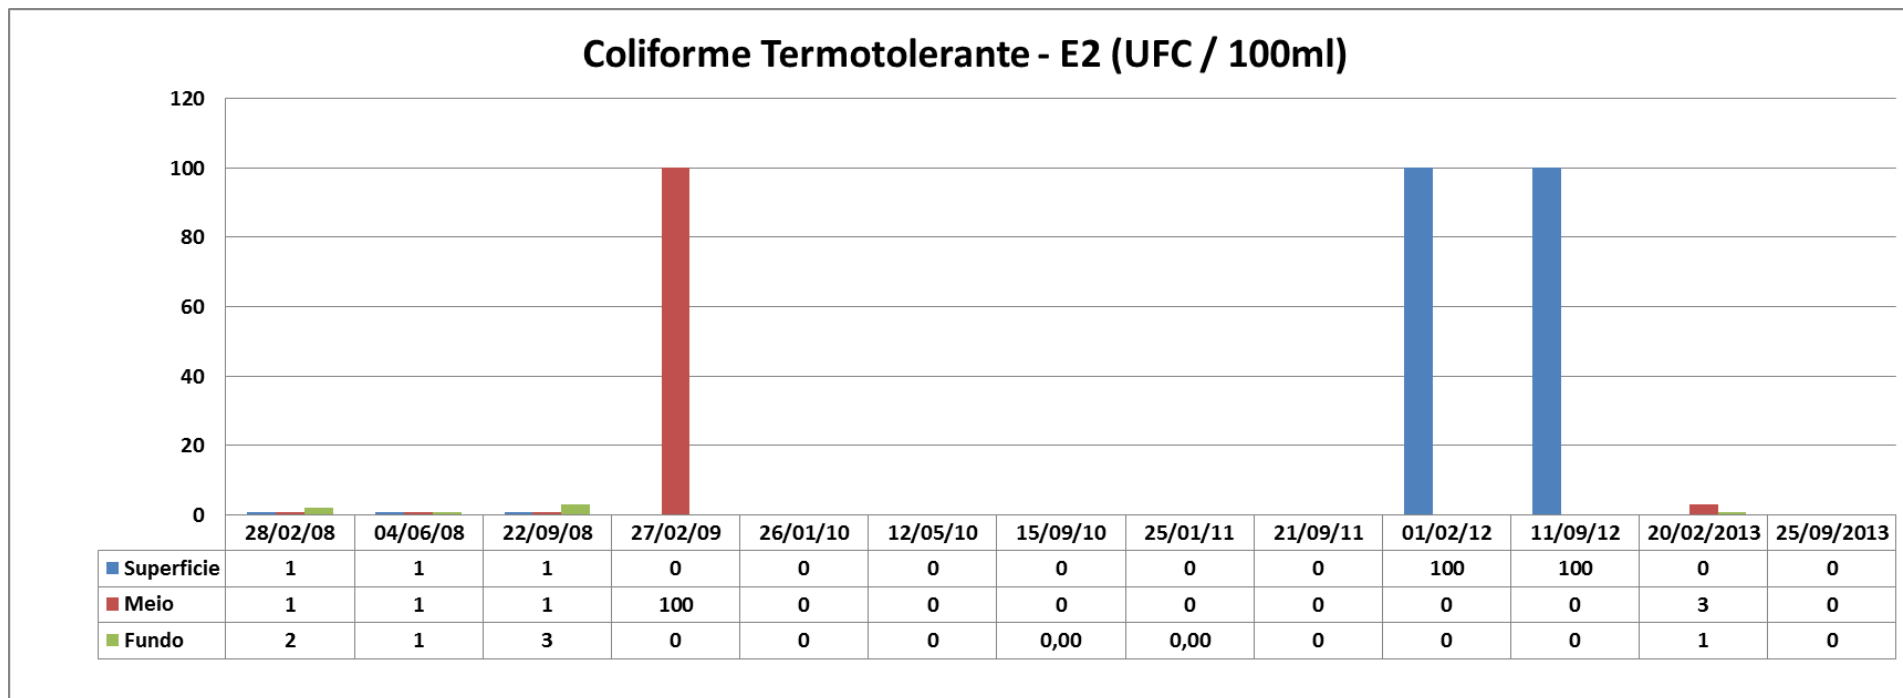 Coliforme Termotolerante - E2 (UFC / 100ml)
120
100
80
60
40
20
0
28/02/08 04/06/08 22/09/08 27/02/09 26/01/10 12/05/10 15/09/10 25/01/11 21/09/11 01/02/12 11/09/12 20/02/2013 25/09/2013
Superficie 1 1 1 0 0 0 0 0 0 100 100 0 0
Meio 1 1 1 100 0 0 0 0 0 0 0 3 0
Fundo 2 1 3 0 0 0 0,00 0,00 0 0 0 1 0